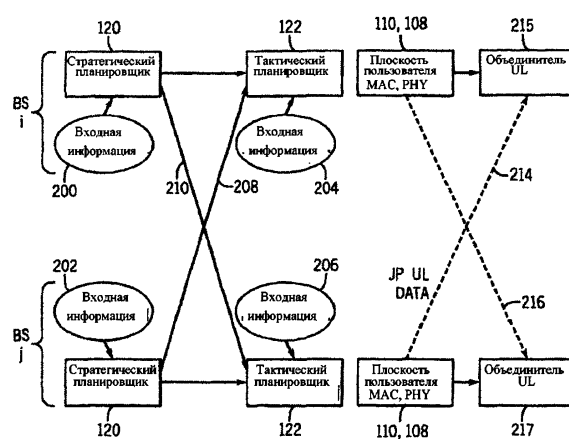 120
122
110, 108
215
Стратегический
планировщик
Тактический
планировщик
Плоскость
пользователя
MAC, PHY
Объединитель
UL
BS
i
Входная
информация
Входная
информация
200
210
208
204
214
202
206
JP UL
DATA
216
BS
j
Входная
информация
Входная
информация
Стратегический
планировщик
Тактический
планировщик
Плоскость
пользователя
MAC, PHY
Объединитель
UL
120
122
110, 108
217